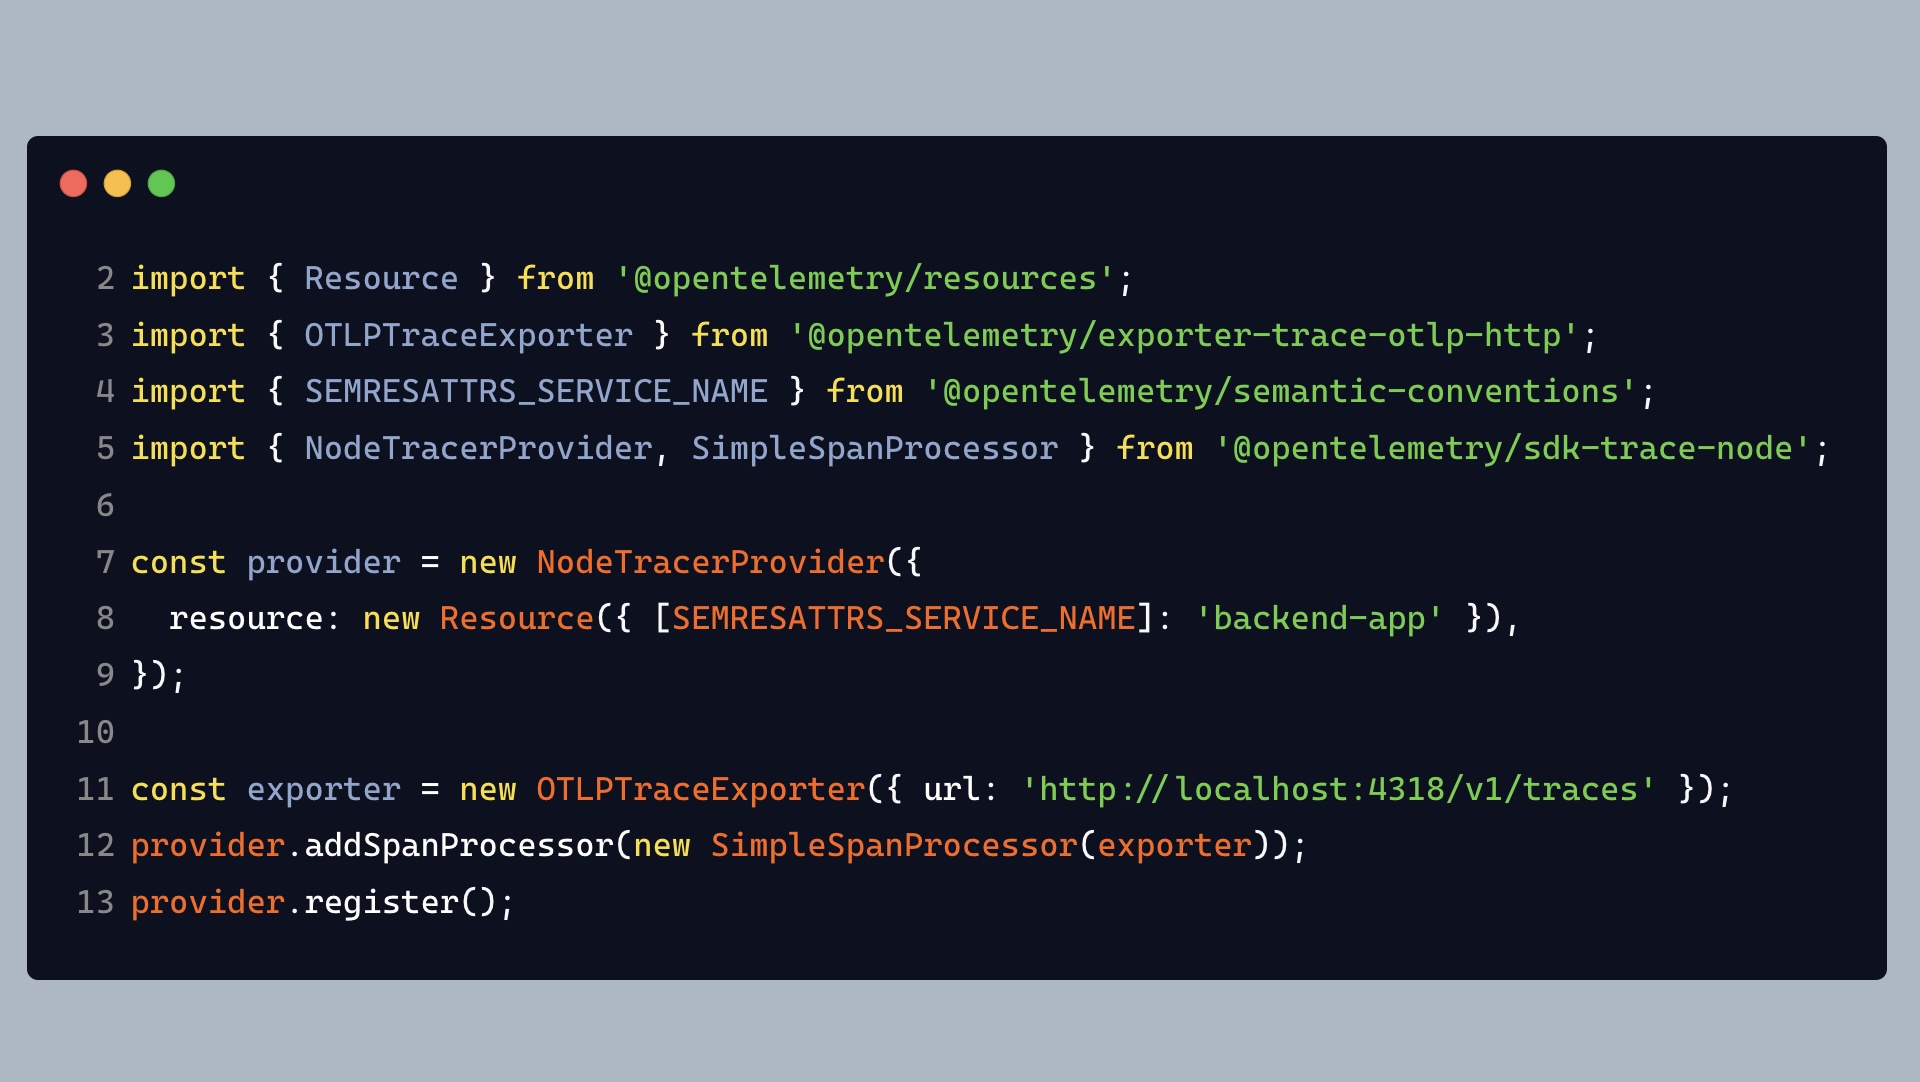 2 import { Resource } from '@opentelemetry/resources';
3 import { OTLPTraceExporter } from '@opentelemetry/exporter-trace-otlp-http';
4 import { SEMRESATTRS_SERVICE_NAME } from '@opentelemetry/semantic-conventions';
5 import { NodeTracerProvider, SimpleSpanProcessor } from '@opentelemetry/sdk-trace-node';
6
7 const provider = new NodeTracerProvider({
8   resource: new Resource({ [SEMRESATTRS_SERVICE_NAME]: 'backend-app' }),
9 });
10
11 const exporter = new OTLPTraceExporter({ url: 'http://localhost:4318/v1/traces' });
12 provider.addSpanProcessor(new SimpleSpanProcessor(exporter));
13 provider.register();